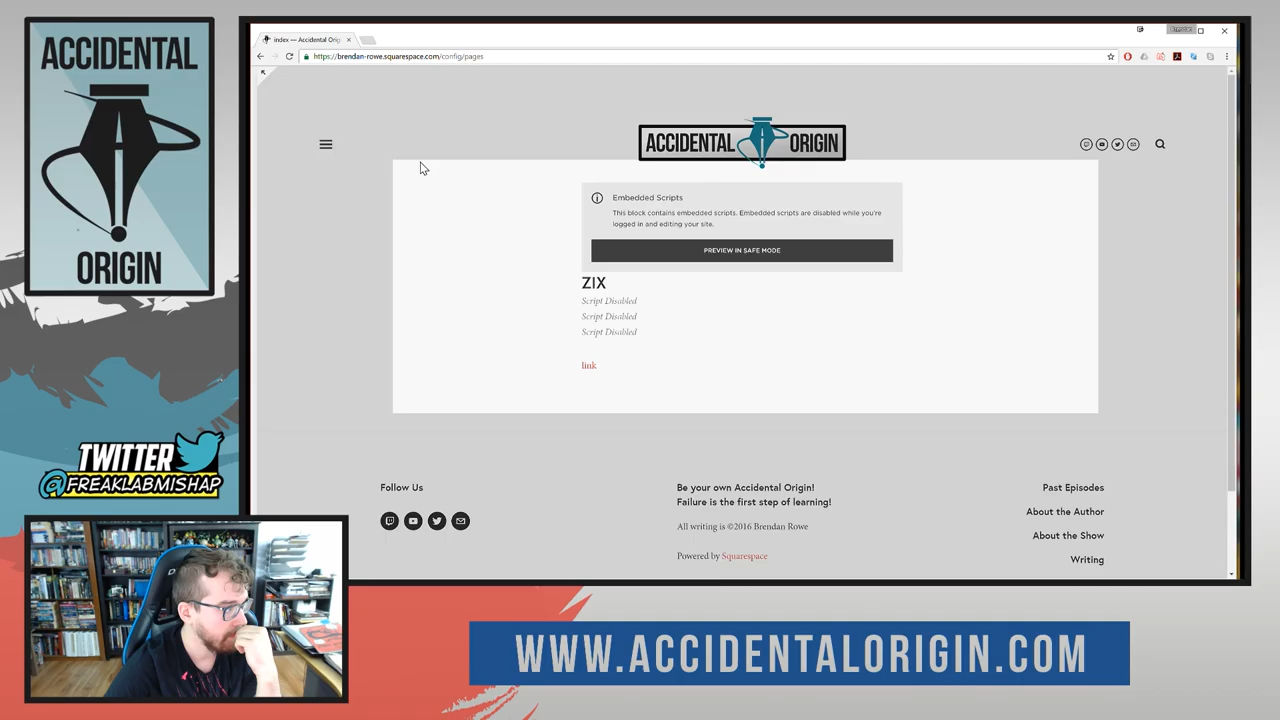 ACCIDENTAL
ORIGIN
index — Accidental Orig
https://brendan-rowe.squarespace.com/config/pages
ACCIDENTAL ORIGIN
Embedded Scripts
This block contains embedded scripts. Embedded scripts are disabled while you're
logged in and editing your site.
PREVIEW IN SAFE MODE
ZIX
Script Disabled
Script Disabled
Script Disabled
link
Follow Us
Be your own Accidental Origin!
Failure is the first step of learning!
All writing is ©2016 Brendan Rowe
Powered by Squarespace
Past Episodes
About the Author
About the Show
Writing
TWITTER
@FREAKLABMISHAP
WWW.ACCIDENTALORIGIN.COM